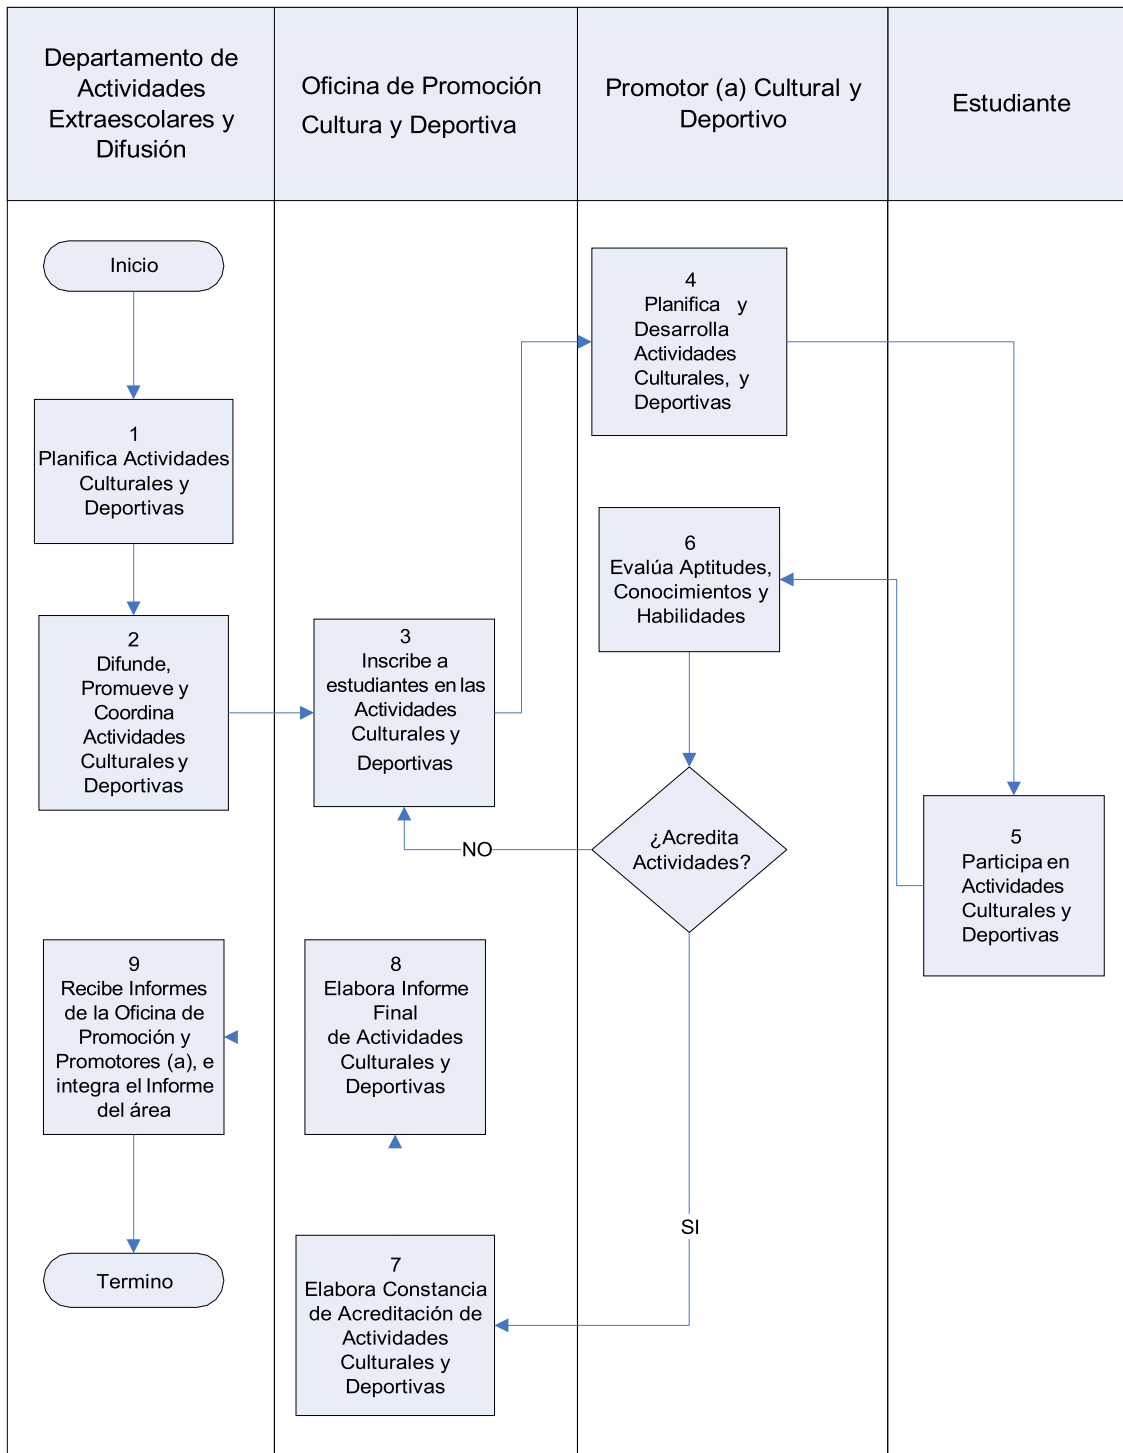 Departamento de
Actividades
Extraescolares y
Difusión
Oficina de Promoción
Cultura y Deportiva
Promotor (a) Cultural y
Deportivo
Estudiante
Inicio
1
Planifica Actividades
Culturales y
Deportivas
2
Difunde,
Promueve y
Coordina
Actividades
Culturales y
Deportivas
3
Inscribe a
estudiantes en las
Actividades
Culturales y
Deportivas
4
Planifica y
Desarrolla
Actividades
Culturales, y
Deportivas
5
Participa en
Actividades
Culturales y
Deportivas
6
Evalúa Aptitudes,
Conocimientos y
Habilidades
¿Acredita
Actividades?
NO
SI
7
Elabora Constancia
de Acreditación de
Actividades
Culturales y
Deportivas
8
Elabora Informe
Final
de Actividades
Culturales y
Deportivas
9
Recibe Informes
de la Oficina de
Promoción y
Promotores (a), e
integra el Informe
del área
Termino